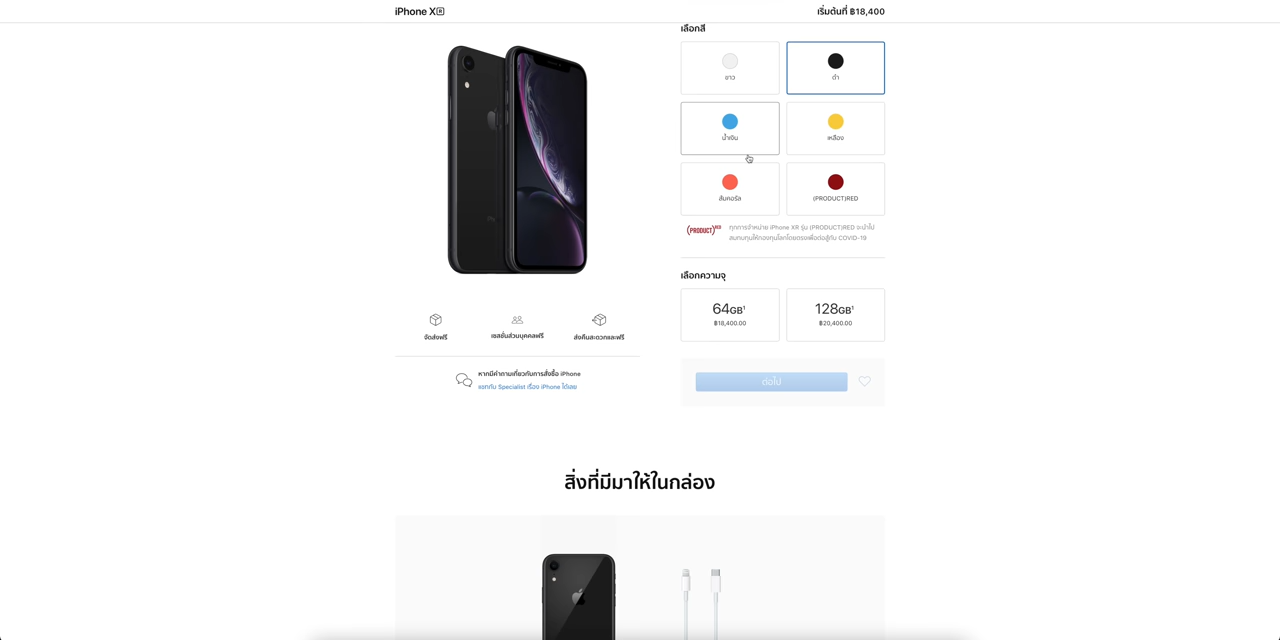 iPhone XR
เริ่มต้นที่ ฿18,400
เลือกสี
ขาว
ดำ
น้ำเงิน
เหลือง
ส้มคอรัล
(PRODUCT)RED
(PRODUCT)RED
ทุกการจำหน่าย iPhone XR รุ่น (PRODUCT)RED จะนำไป
สมทบทุนให้กองทุนโลกโดยตรงเพื่อต่อสู้กับ COVID-19
เลือกความจุ
64GB¹
฿18,400.00
128GB¹
฿20,400.00
จัดส่งฟรี
เซสชั่นส่วนบุคคลฟรี
ส่งคืนสะดวกและฟรี
หากมีคำถามเกี่ยวกับการสั่งซื้อ iPhone
แชทกับ Specialist เรื่อง iPhone ได้เลย
ต่อไป
สิ่งที่มีมาให้ในกล่อง